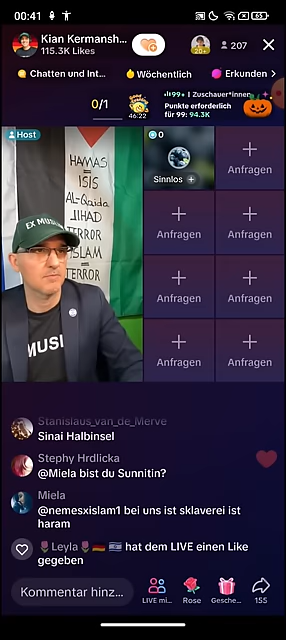 00:41
65
Kian Kermansh...
115.3K Likes
207
Chatten und Int...
Wöchentlich
Erkunden
0/1
46:22
99+ | Zuschauer*innen
Punkte erforderlich
für 99: 94.3K
Host
HAMAS
=
ISIS
AL-Qaida
JIHAD
TERROR
ISLAM
=
TERROR
EX MUSL
MUSL
0
Sinnlos +
Anfragen
Anfragen
Anfragen
Anfragen
Anfragen
Anfragen
Anfragen
Stanislaus_van_de_Merve
Sinai Halbinsel
Stephy Hrdlicka
@Miela bist du Sunnitin?
Miela
@nemesxislam1 bei uns ist sklaverei ist
haram
🌷Leyla🌷🇩🇪 🇮🇱 hat dem LIVE einen Like
gegeben
Kommentar hinz...
LIVE mi...
Rose
Gesche...
155